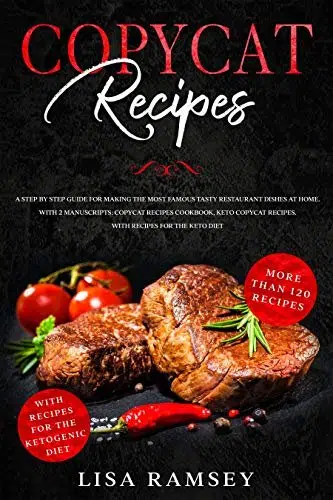 COPYCAT
Recipes
A STEP BY STEP GUIDE FOR MAKING THE MOST FAMOUS TASTY RESTAURANT DISHES AT HOME.
WITH 2 MANUSCRIPTS: COPYCAT RECIPES COOKBOOK, KETO COPYCAT RECIPES.
WITH RECIPES FOR THE KETO DIET
MORE
THAN 120
RECIPES
WITH
RECIPES
FOR THE
KETOGENIC
DIET
LISA RAMSEY